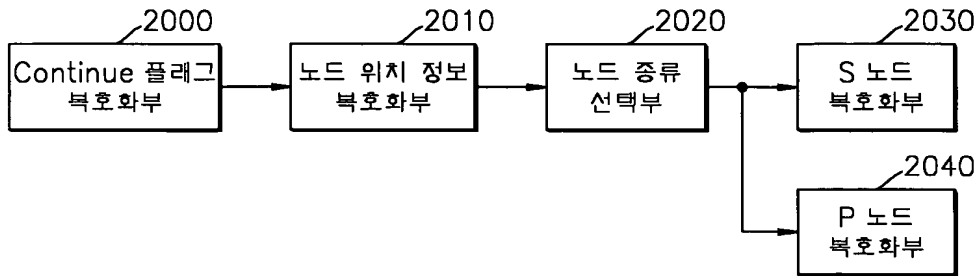 2000
Continue 플래그
복호화부
2010
노드 위치 정보
복호화부
2020
노드 종류
선택부
2030
S 노드
복호화부
2040
P 노드
복호화부